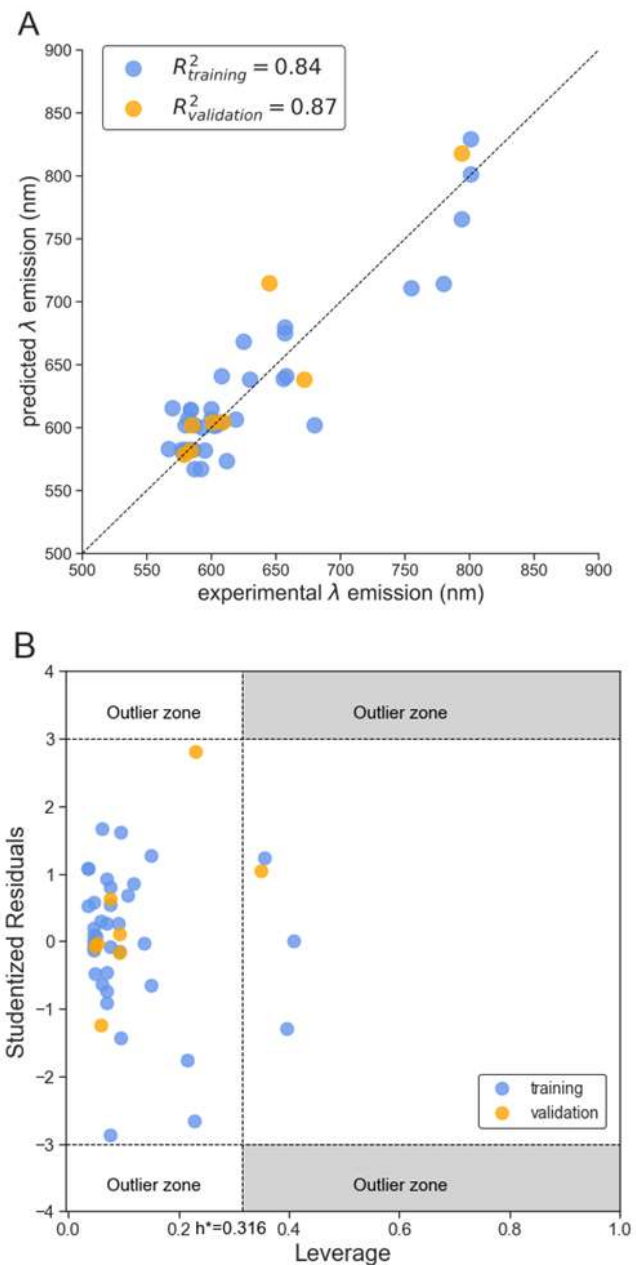 A
900
850
800
750
700
650
600
550
500
predicted λ emission (nm)
R²training = 0.84
R²validation = 0.87
500 550 600 650 700 750 800 850 900
experimental λ emission (nm)
B
4
3
2
1
0
−1
−2
−3
−4
Studentized Residuals
Outlier zone Outlier zone
training
validation
Outlier zone Outlier zone
0.0 0.2 h*=0.316 0.4 0.6 0.8 1.0
Leverage